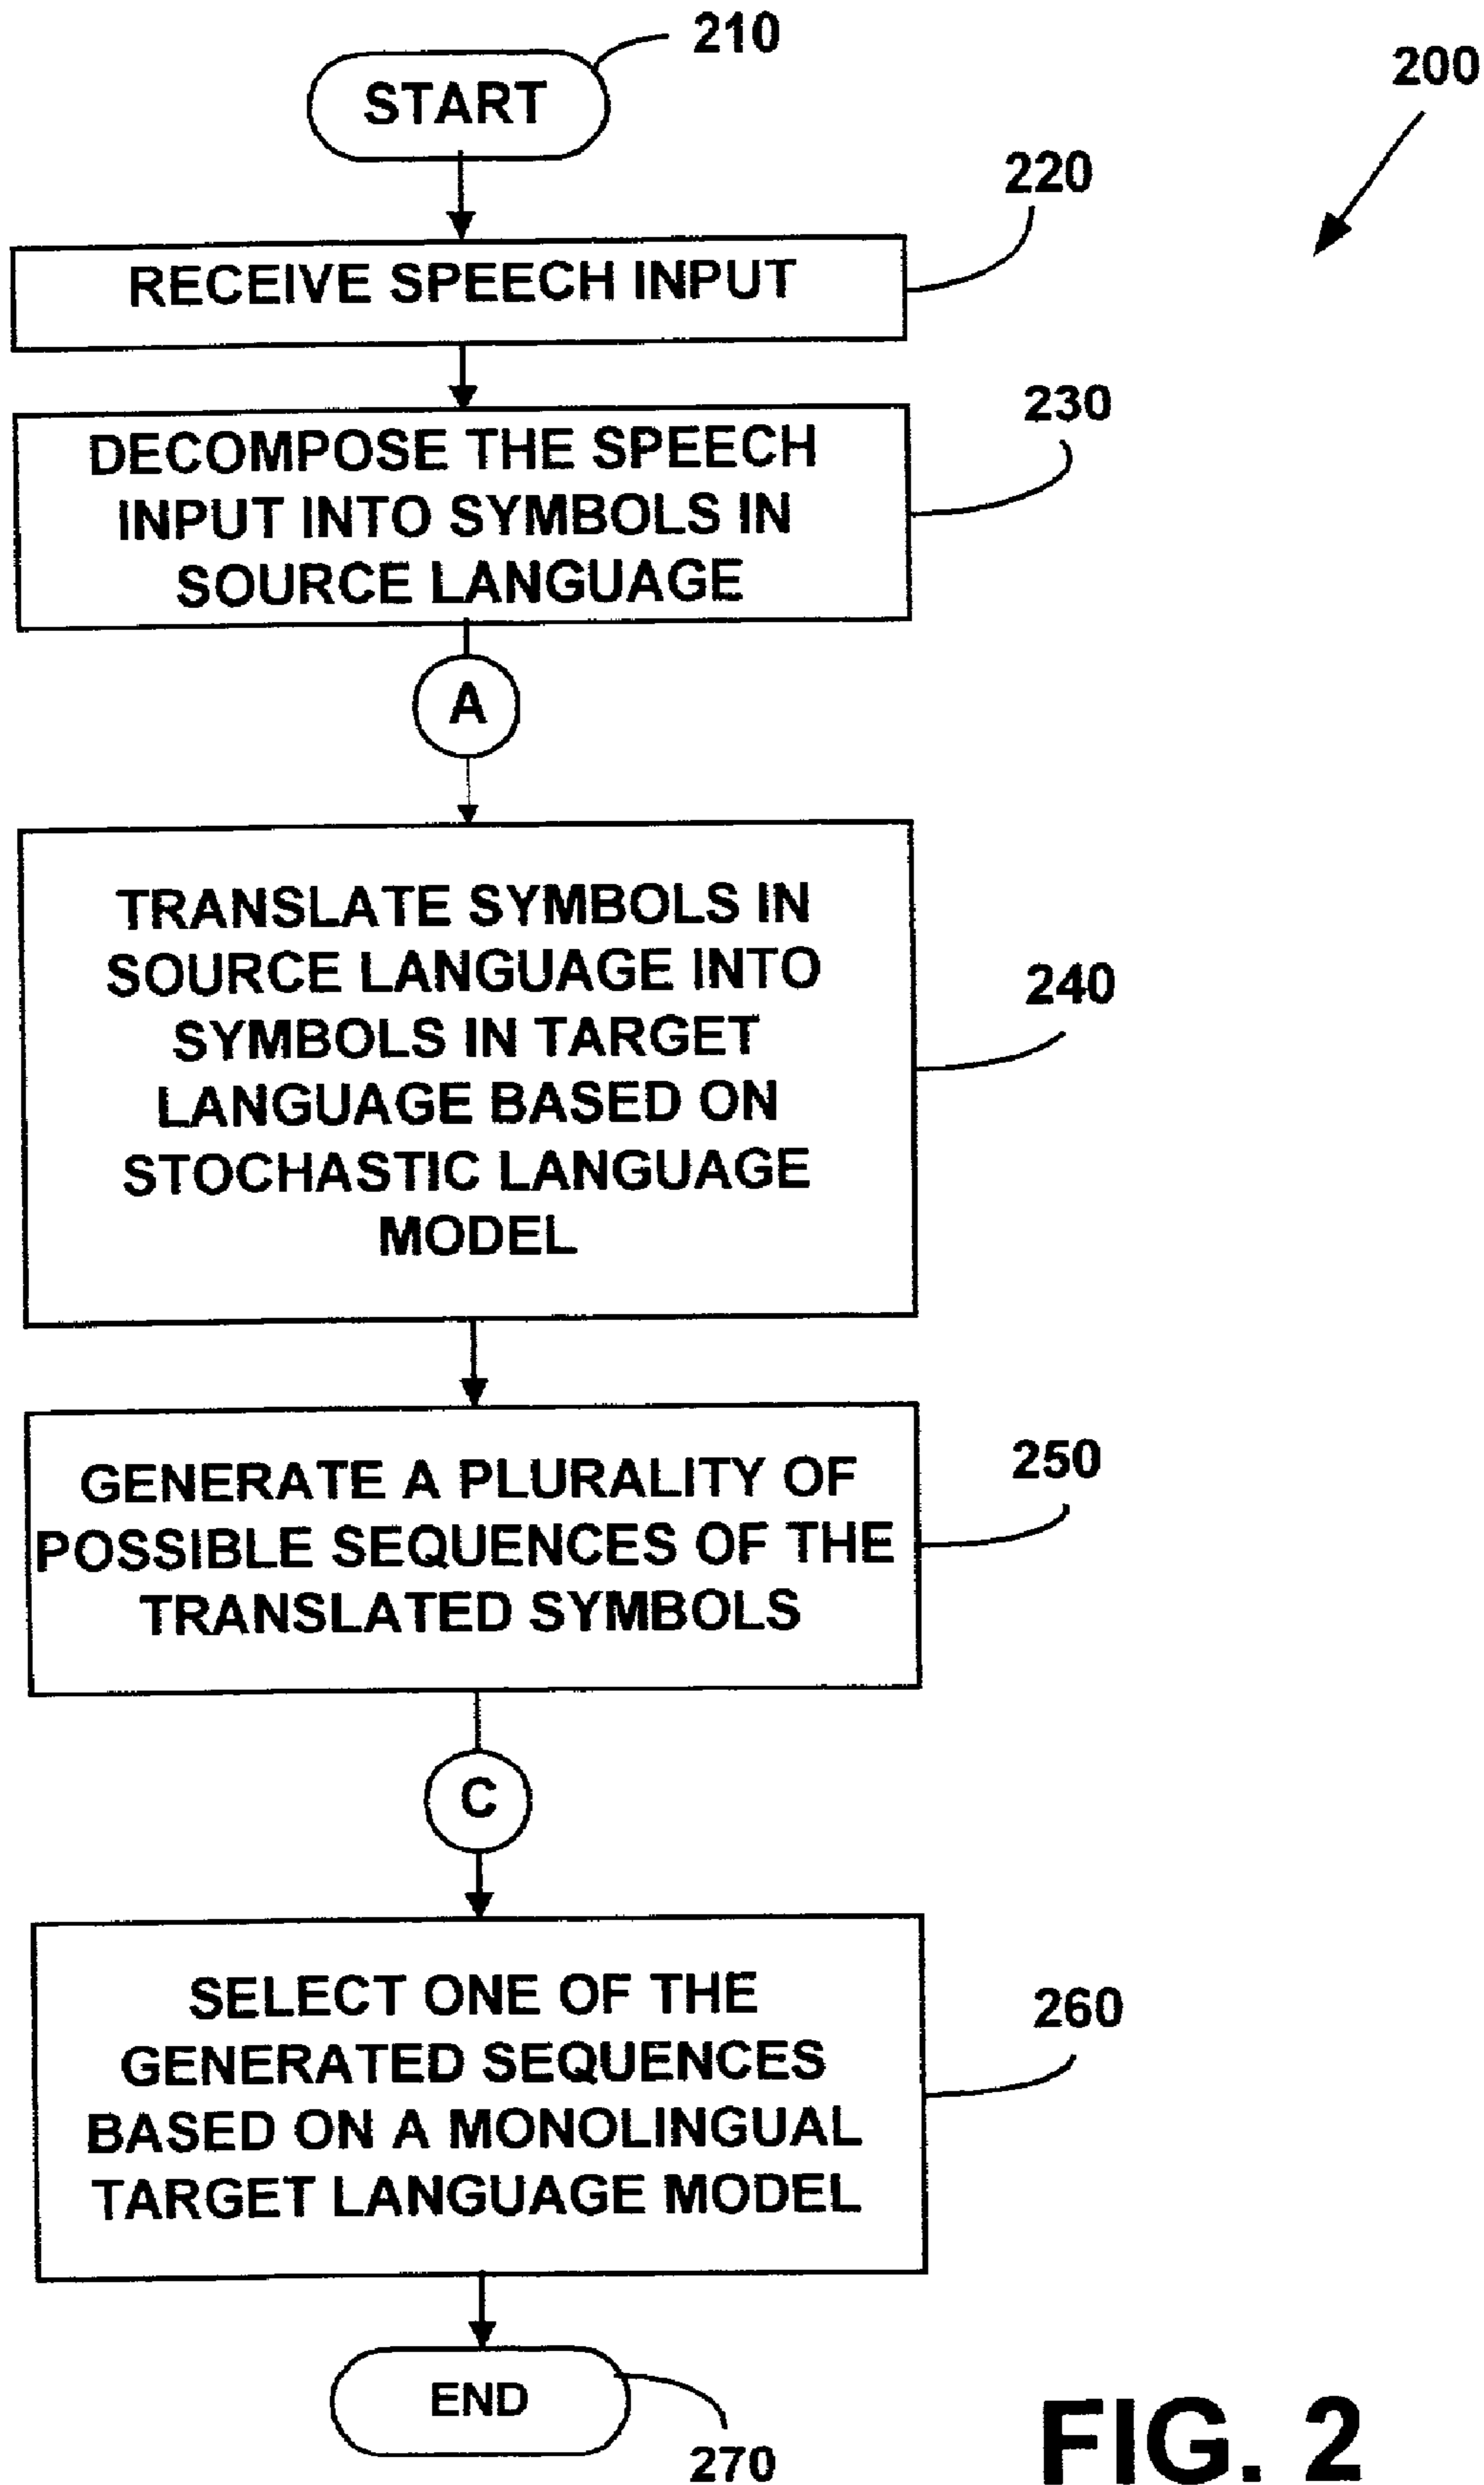 210
START
200
220
RECEIVE SPEECH INPUT
230
DECOMPOSE THE SPEECH
INPUT INTO SYMBOLS IN
SOURCE LANGUAGE
A
TRANSLATE SYMBOLS IN
SOURCE LANGUAGE INTO
240
SYMBOLS IN TARGET
LANGUAGE BASED ON
STOCHASTIC LANGUAGE
MODEL
250
GENERATE A PLURALITY OF
POSSIBLE SEQUENCES OF THE
TRANSLATED SYMBOLS
C
SELECT ONE OF THE
260
GENERATED SEQUENCES
BASED ON A MONOLINGUAL
TARGET LANGUAGE MODEL
END
270
FIG. 2